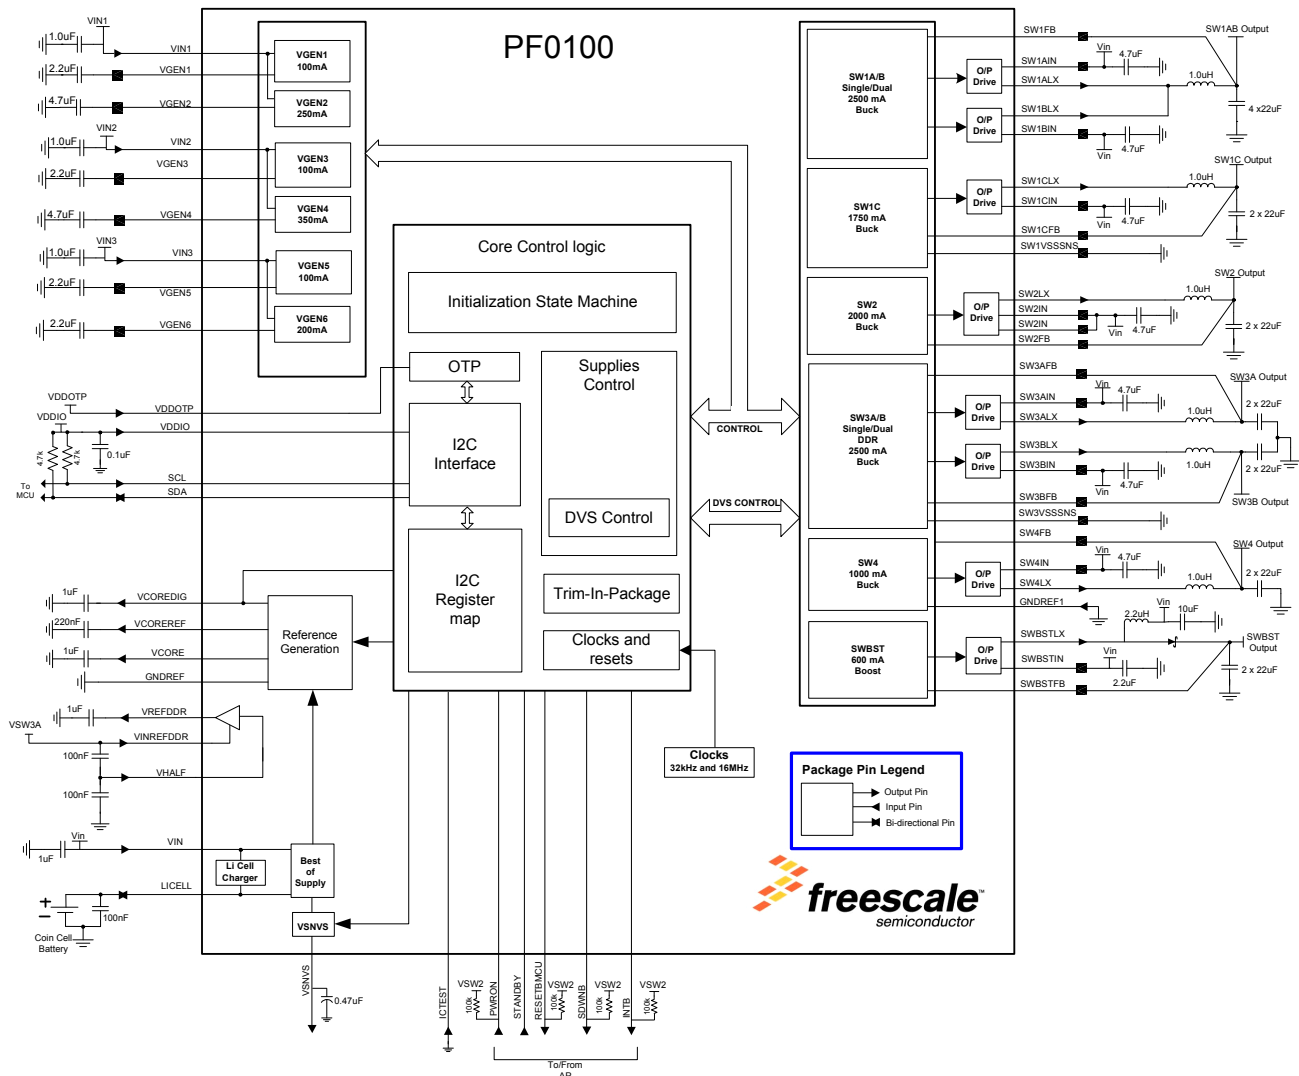 PF0100
VIN1
1.0uF
VIN1
2.2uF
VGEN1
4.7uF
VGEN2
VIN2
1.0uF
VIN2
VGEN3
2.2uF
4.7uF
VGEN4
VIN3
1.0uF
VIN3
2.2uF
VGEN5
2.2uF
VGEN6
VGEN1
100mA
VGEN2
250mA
VGEN3
100mA
VGEN4
350mA
VGEN5
100mA
VGEN6
200mA
VDDOTP
VDDOTP
VDDIO
VDDIO
4.7k
4.7k
0.1uF
To
MCU
SCL
SDA
1uF
VCOREDIG
220nF
VCOREREF
1uF
VCORE
GNDREF
Reference
Generation
1uF
VREFDDR
VSW3A
VINREFDDR
100nF
VHALF
100nF
Vin
VIN
1uF
Li Cell
Charger
Best
of
Supply
LICELL
+
−
100nF
Coin Cell
Battery
VSNVS
VSNVS
0.47uF
Core Control logic
Initialization State Machine
OTP
I2C
Interface
I2C
Register
map
Supplies
Control
DVS Control
Trim-In-Package
Clocks and
resets
CONTROL
DVS CONTROL
Clocks
32kHz and 16MHz
ICTEST
VSW2
100k
PWRON
STANDBY
RESETBMCU
VSW2
100k
SDWNB
VSW2
100k
INTB
VSW2
100k
To/From
AP
SW1A/B
Single/Dual
2500 mA
Buck
SW1C
1750 mA
Buck
SW2
2000 mA
Buck
SW3A/B
Single/Dual
DDR
2500 mA
Buck
SW4
1000 mA
Buck
SWBST
600 mA
Boost
O/P
Drive
O/P
Drive
O/P
Drive
O/P
Drive
O/P
Drive
O/P
Drive
O/P
Drive
O/P
Drive
SW1FB
SW1AB Output
Vin
SW1AIN
4.7uF
SW1ALX
1.0uH
SW1BLX
4 x22uF
SW1BIN
Vin
4.7uF
SW1C Output
SW1CLX
1.0uH
SW1CIN
Vin
4.7uF
2 x 22uF
SW1CFB
SW1VSSSNS
SW2 Output
SW2LX
1.0uH
SW2IN
SW2IN
Vin
4.7uF
2 x 22uF
SW2FB
SW3AFB
SW3A Output
4.7uF
Vin
SW3AIN
2 x 22uF
SW3ALX
1.0uH
SW3BLX
1.0uH
SW3BIN
Vin
4.7uF
2 x 22uF
SW3BFB
SW3B Output
SW3VSSSNS
SW4FB
SW4 Output
Vin
4.7uF
SW4IN
2 x 22uF
SW4LX
1.0uH
GNDREF1
Vin
10uF
2.2uH
SWBSTLX
SWBST
Output
Vin
SWBSTIN
2.2uF
2 x 22uF
SWBSTFB
Package Pin Legend
Output Pin
Input Pin
Bi-directional Pin
freescale™
semiconductor